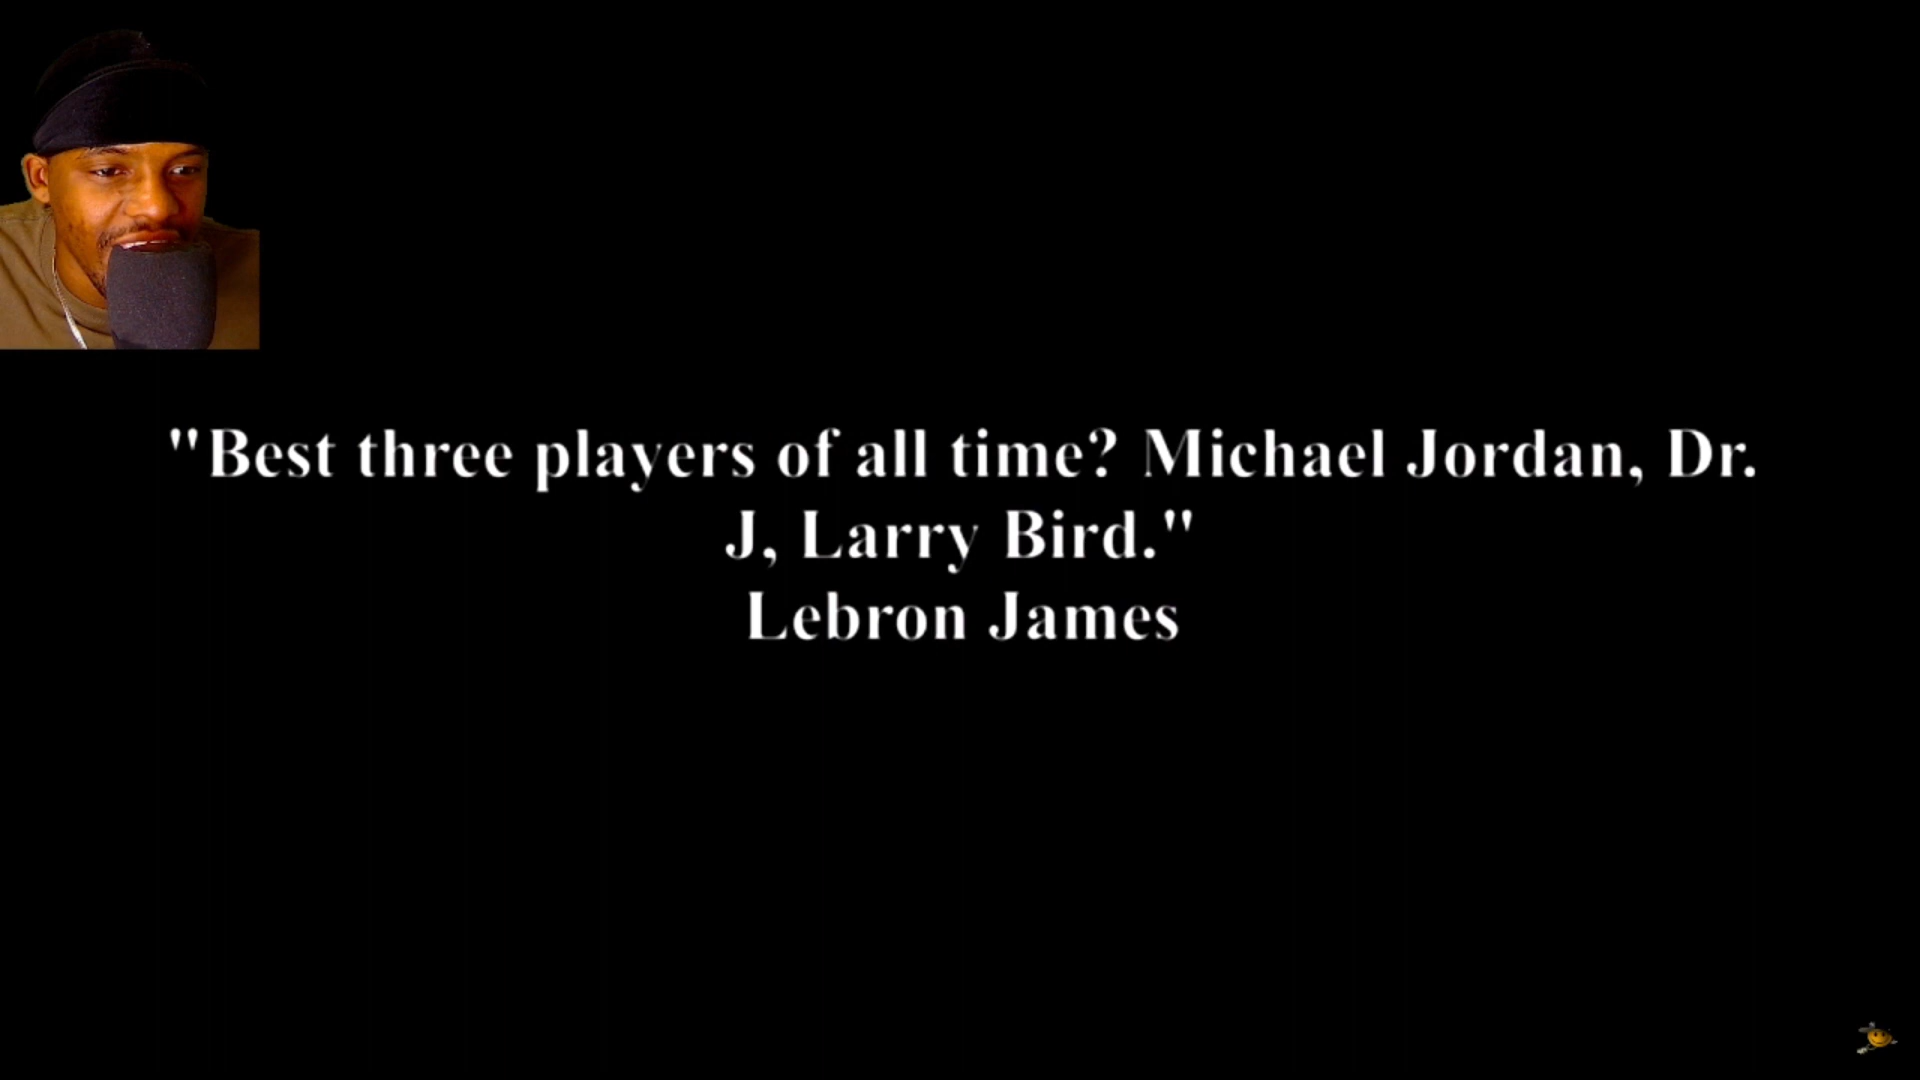 "Best three players of all time? Michael Jordan, Dr.
J, Larry Bird."
Lebron James